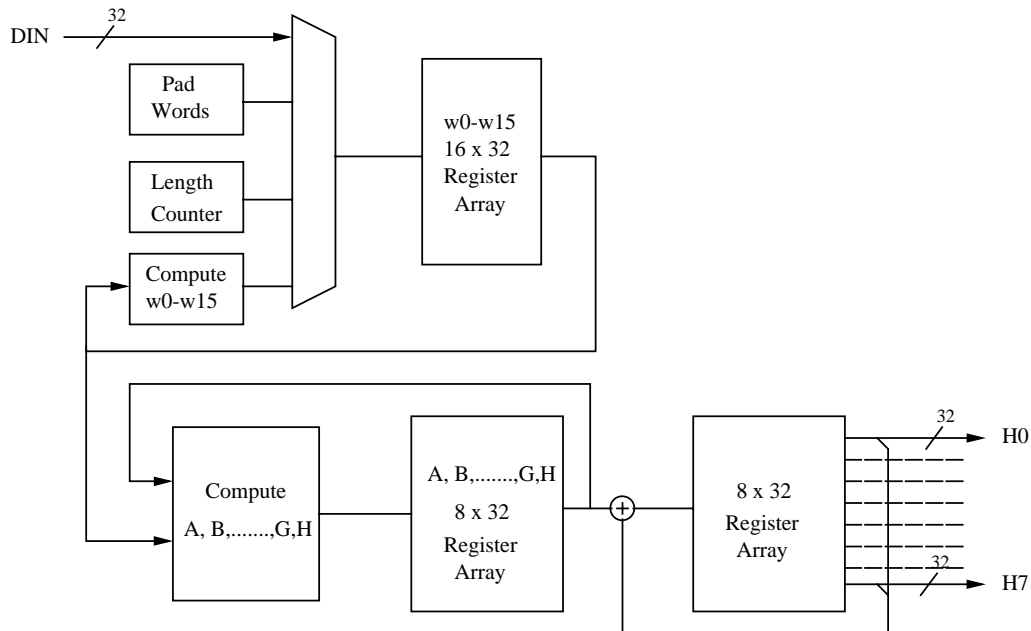 32
DIN
Pad
Words
w0-w15
16 x 32
Register
Array
Length
Counter
Compute
w0-w15
Compute
A, B,.......,G,H
A, B,.......,G,H
8 x 32
Register
Array
8 x 32
Register
Array
32
H0
32
H7